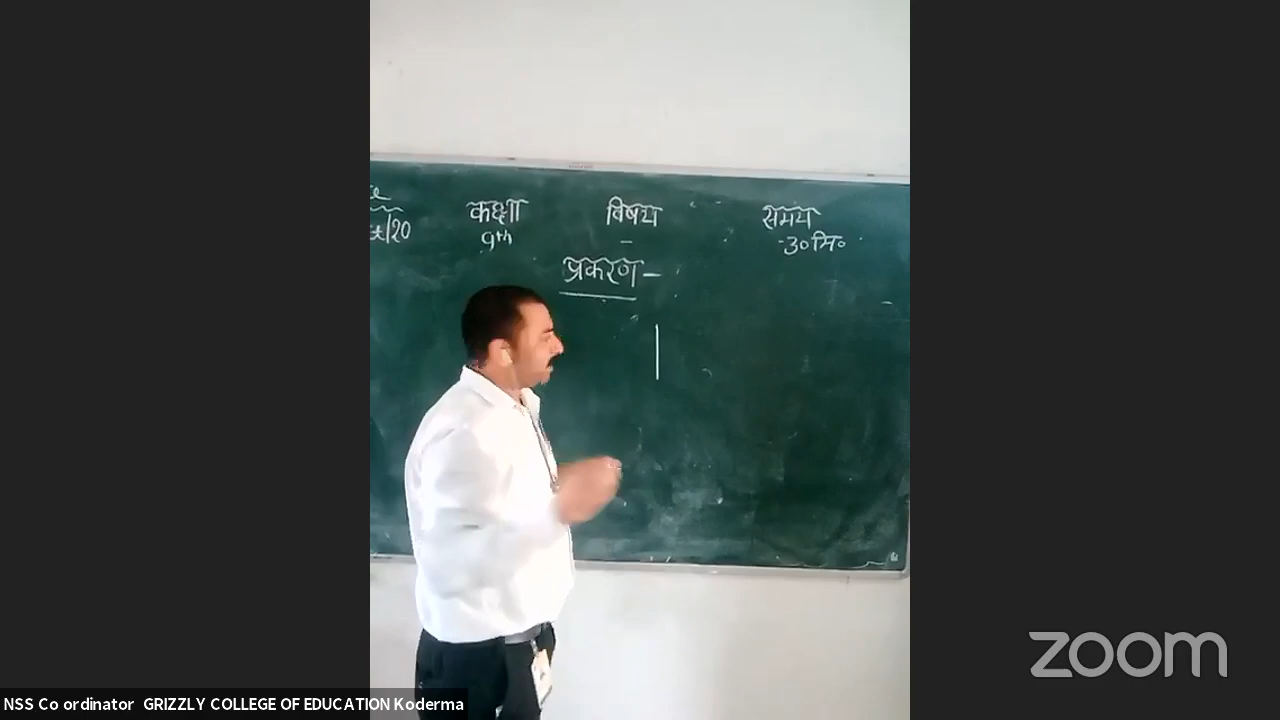 कक्षा विषय समय
9th - 30 मि०
प्रकरण-
zoom
NSS Co ordinator GRIZZLY COLLEGE OF EDUCATION Koderma